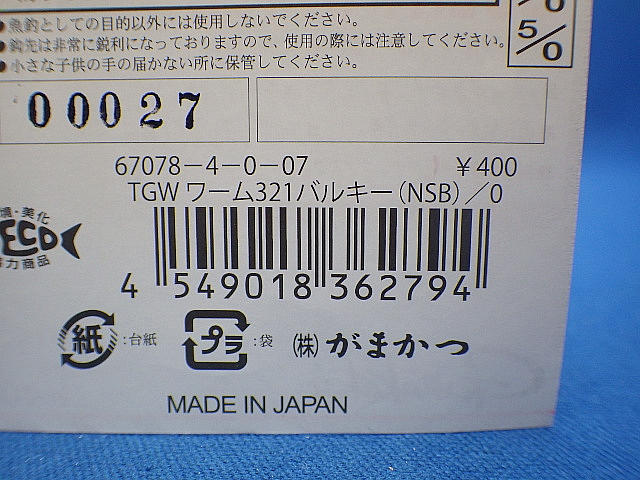 ●魚釣としての目的以外には使用しないでください。
●鈎先は非常に鋭利になっておりますので、使用の際には注意してください。
●小さな子供の手の届かない所に保管してください。
5/0
00027
67078-4-0-07 ￥400
TGW ワーム321バルキー(NSB)／0
ECO
4 549018 362794
紙 :台紙 プラ :袋 (株) がまかつ
MADE IN JAPAN